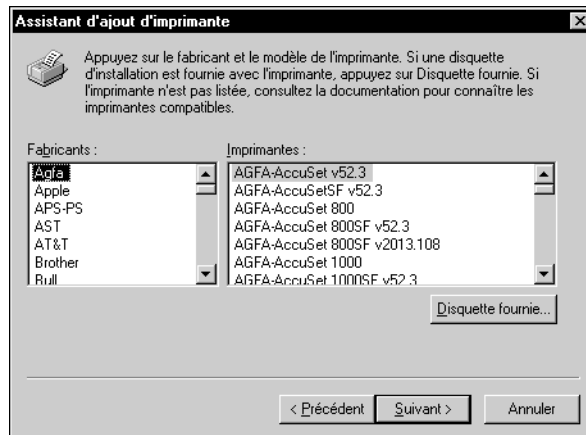 Assistant d'ajout d'imprimante
Appuyez sur le fabricant et le modèle de l'imprimante. Si une disquette
d'installation est fournie avec l'imprimante, appuyez sur Disquette fournie. Si
l'imprimante n'est pas listée, consultez la documentation pour connaître les
imprimantes compatibles.
Fabricants :
Agfa
Apple
APS-PS
AST
AT&T
Brother
Bull
Imprimantes :
AGFA-AccuSet v52.3
AGFA-AccuSetSF v52.3
AGFA-AccuSet 800
AGFA-AccuSet 800SF v52.3
AGFA-AccuSet 800SF v2013.108
AGFA-AccuSet 1000
AGFA-AccuSet 1000SF v52.3
Disquette fournie...
< Précédent
Suivant >
Annuler